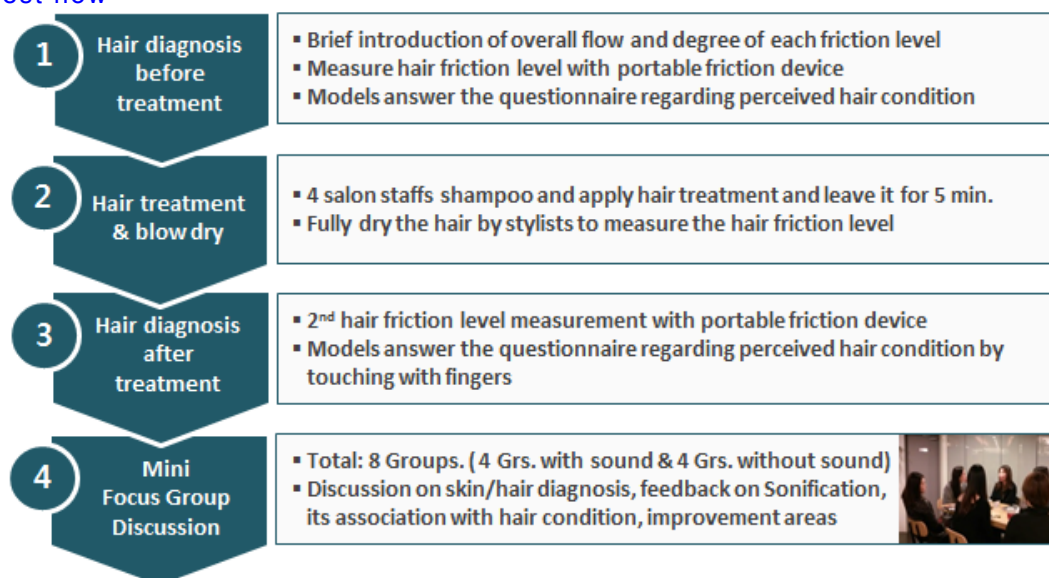 1
Hair diagnosis
before
treatment
▪ Brief introduction of overall flow and degree of each friction level
▪ Measure hair friction level with portable friction device
▪ Models answer the questionnaire regarding perceived hair condition
2
Hair treatment
& blow dry
▪ 4 salon staffs shampoo and apply hair treatment and leave it for 5 min.
▪ Fully dry the hair by stylists to measure the hair friction level
3
Hair diagnosis
after
treatment
▪ 2nd hair friction level measurement with portable friction device
▪ Models answer the questionnaire regarding perceived hair condition by
touching with fingers
4
Mini
Focus Group
Discussion
▪ Total: 8 Groups. ( 4 Grs. with sound & 4 Grs. without sound)
▪ Discussion on skin/hair diagnosis, feedback on Sonification,
its association with hair condition, improvement areas